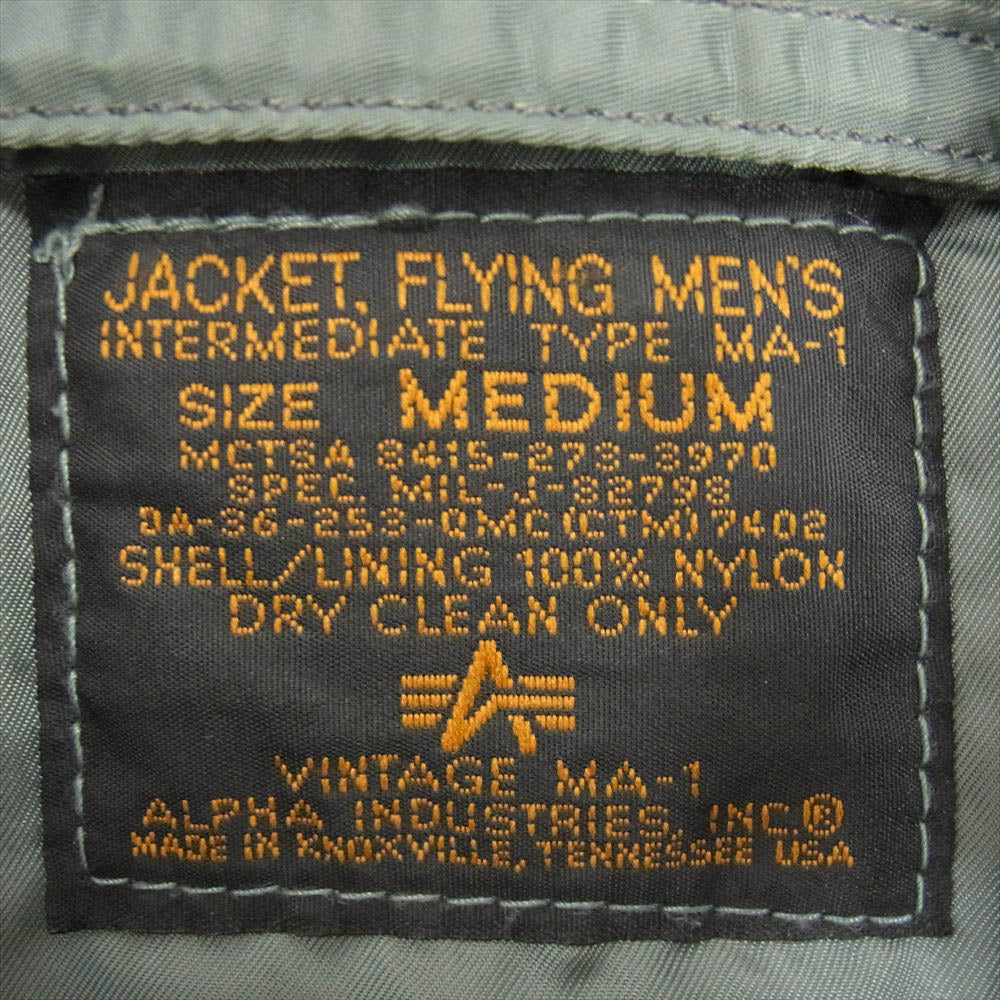 JACKET, FLYING MEN'S
INTERMEDIATE TYPE MA-1
SIZE MEDIUM
MCTSA 8415-273-3970
SPEC. MIL-J-82798
DA-36-253-QMC(CTM)7402
SHELL/LINING 100% NYLON
DRY CLEAN ONLY
VINTAGE MA-1
ALPHA INDUSTRIES, INC.®
MADE IN KNOXVILLE, TENNESSEE USA